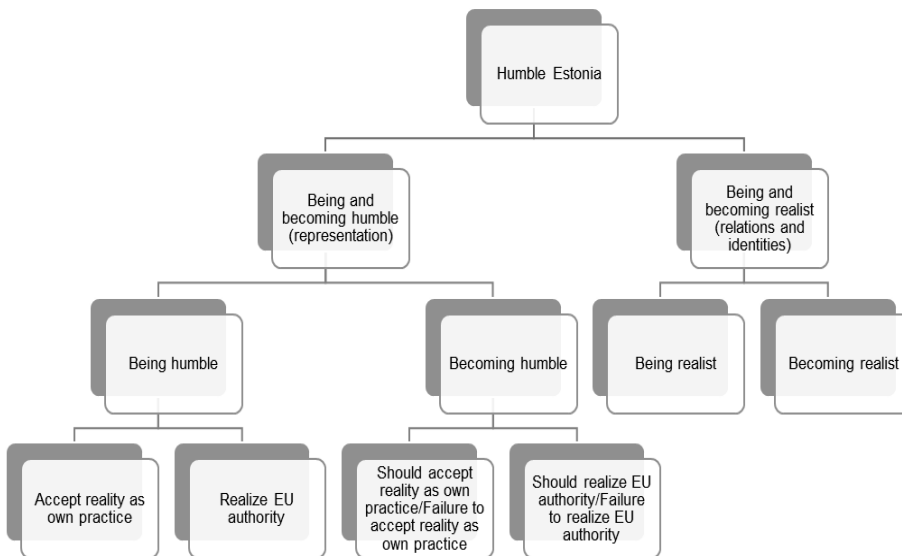 Humble Estonia
Being and
becoming humble
(representation)
Being and
becoming realist
(relations and
identities)
Being humble
Becoming humble
Being realist
Becoming realist
Accept reality as
own practice
Realize EU
authority
Should accept
reality as own
practice/Failure to
accept reality as
own practice
Should realize EU
authority/Failure
to realize EU
authority